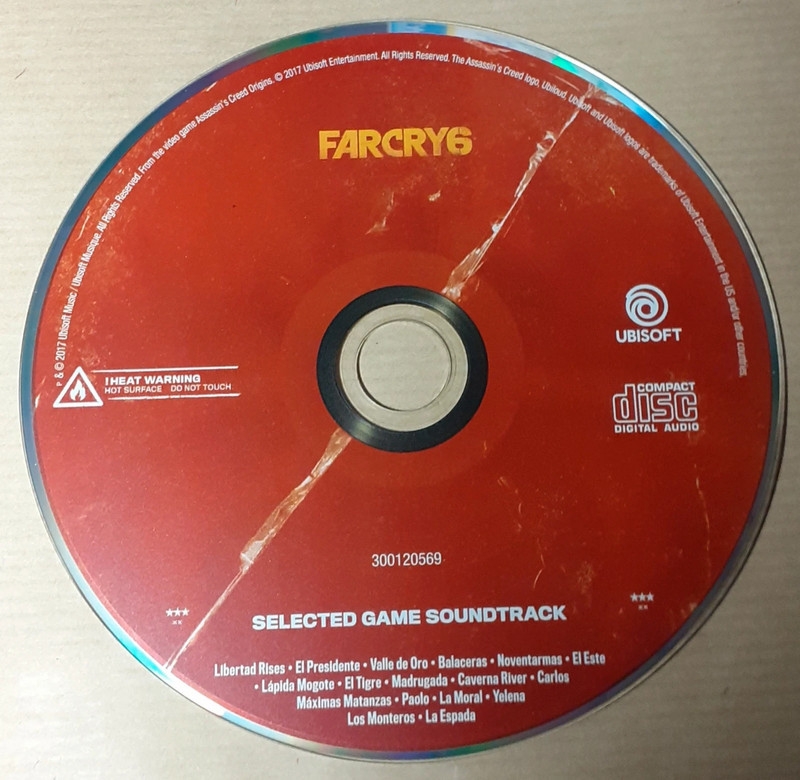 ℗ & © 2017 Ubisoft Music / Ubisoft Musique. All Rights Reserved. From the video game Assassin's Creed Origins. © 2017 Ubisoft Entertainment. All Rights Reserved. The Assassin's Creed logo, Ubiloud, Ubisoft and Ubisoft logos are trademarks of Ubisoft Entertainment in the US and/or other countries.
FARCRY6
UBISOFT
! HEAT WARNING
HOT SURFACE DO NOT TOUCH
COMPACT
disc
DIGITAL AUDIO
300120569
SELECTED GAME SOUNDTRACK
Libertad Rises • El Presidente • Valle de Oro • Balaceras • Noventarmas • El Este
• Lápida Mogote • El Tigre • Madrugada • Caverna River • Carlos
Máximas Matanzas • Paolo • La Moral • Yelena
Los Monteros • La Espada